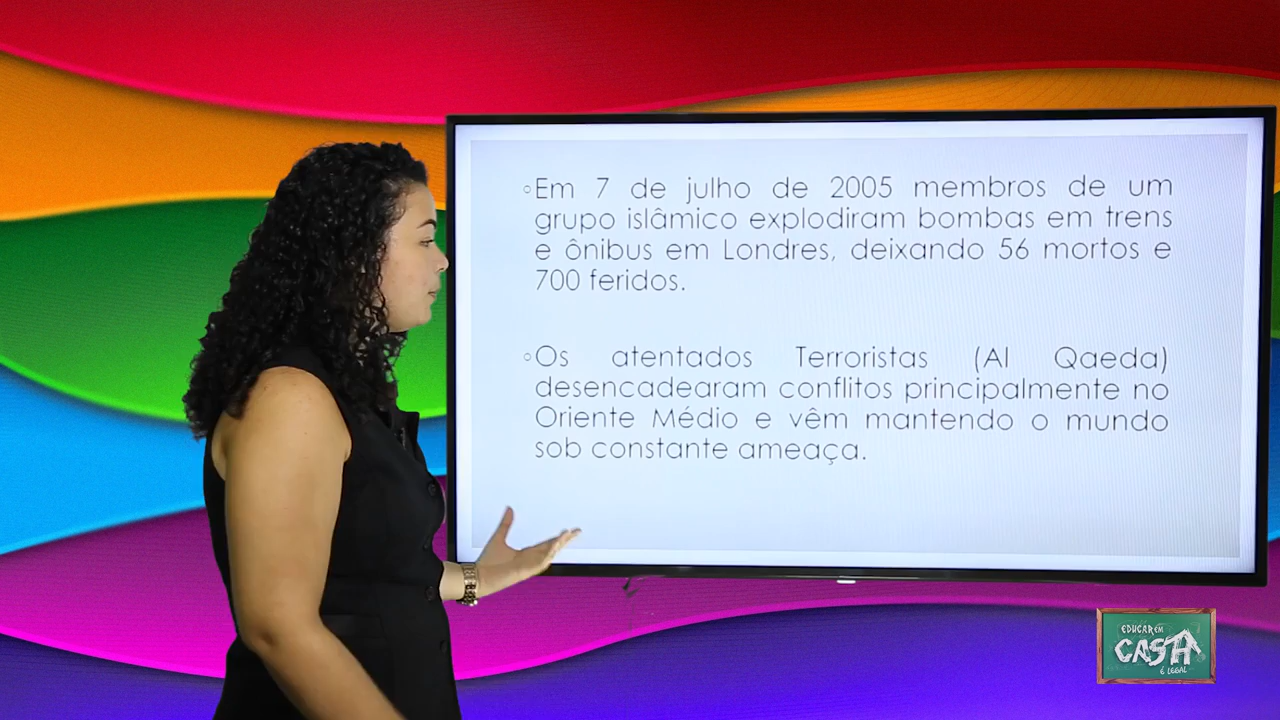 ◦Em 7 de julho de 2005 membros de um
grupo islâmico explodiram bombas em trens
e ônibus em Londres, deixando 56 mortos e
700 feridos.
◦Os atentados Terroristas (Al Qaeda)
desencadearam conflitos principalmente no
Oriente Médio e vêm mantendo o mundo
sob constante ameaça.
EDUCAR EM
CASA
É LEGAL